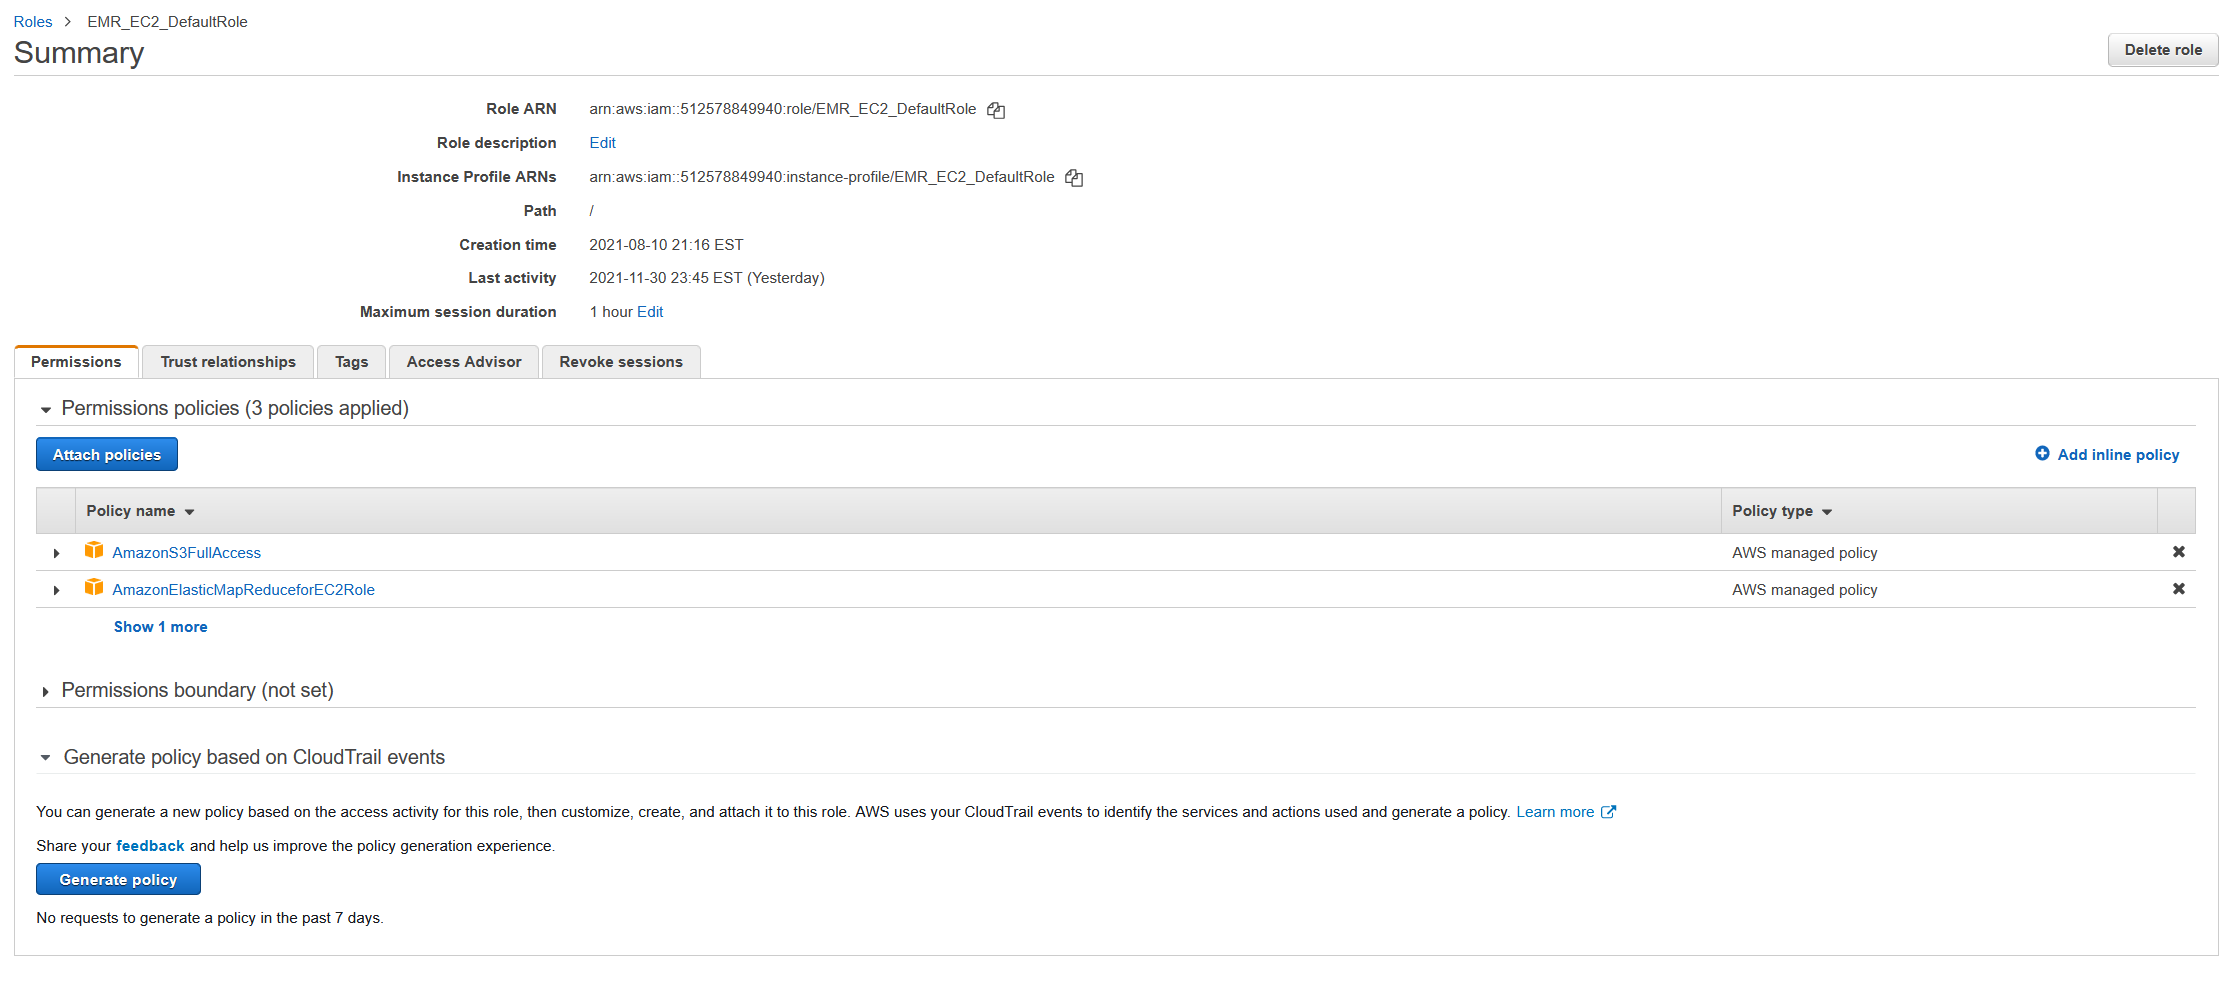 Roles > EMR_EC2_DefaultRole
Summary
Delete role
Role ARN arn:aws:iam::512578849940:role/EMR_EC2_DefaultRole
Role description Edit
Instance Profile ARNs arn:aws:iam::512578849940:instance-profile/EMR_EC2_DefaultRole
Path /
Creation time 2021-08-10 21:16 EST
Last activity 2021-11-30 23:45 EST (Yesterday)
Maximum session duration 1 hour Edit
Permissions Trust relationships Tags Access Advisor Revoke sessions
Permissions policies (3 policies applied)
Attach policies Add inline policy
Policy name Policy type
AmazonS3FullAccess AWS managed policy
AmazonElasticMapReduceforEC2Role AWS managed policy
Show 1 more
Permissions boundary (not set)
Generate policy based on CloudTrail events
You can generate a new policy based on the access activity for this role, then customize, create, and attach it to this role. AWS uses your CloudTrail events to identify the services and actions used and generate a policy. Learn more
Share your feedback and help us improve the policy generation experience.
Generate policy
No requests to generate a policy in the past 7 days.